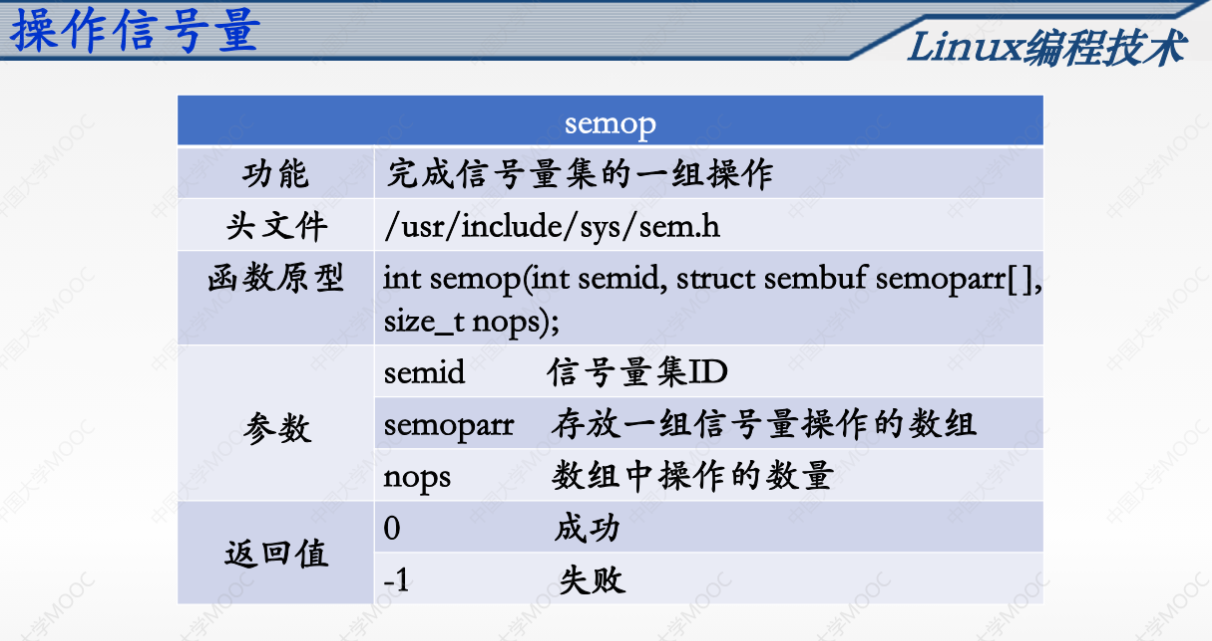 操作信号量
Linux编程技术
semop
功能 完成信号量集的一组操作
头文件 /usr/include/sys/sem.h
函数原型 int semop(int semid, struct sembuf semoparr[],
size_t nops);
参数
semid 信号量集ID
semoparr 存放一组信号量操作的数组
nops 数组中操作的数量
返回值
0 成功
-1 失败
中国大学MOOC